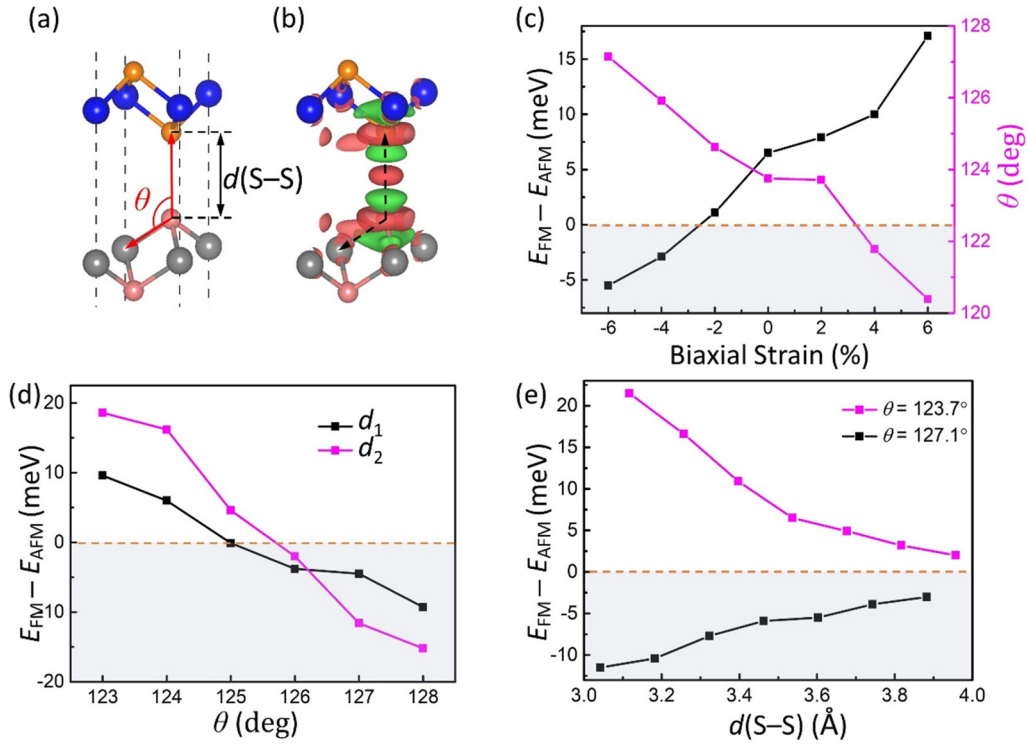 (a)
θ
d(S–S)
(b)
(c)
E_FM – E_AFM (meV)
15
10
5
0
-5
-6 -4 -2 0 2 4 6
Biaxial Strain (%)
128
126
124
122
120
θ (deg)
(d)
E_FM – E_AFM (meV)
20
10
0
-10
-20
d₁
d₂
123 124 125 126 127 128
θ (deg)
(e)
E_FM – E_AFM (meV)
20
15
10
5
0
-5
-10
θ = 123.7°
θ = 127.1°
3.0 3.2 3.4 3.6 3.8 4.0
d(S–S) (Å)